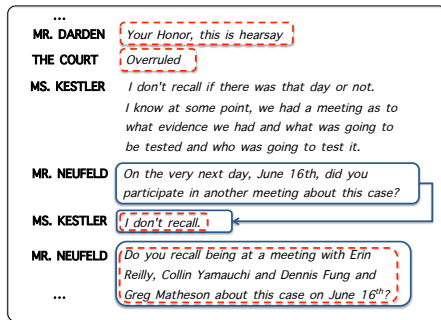 ...
MR. DARDEN Your Honor, this is hearsay
THE COURT Overruled
MS. KESTLER I don't recall if there was that day or not.
I know at some point, we had a meeting as to
what evidence we had and what was going to
be tested and who was going to test it.
MR. NEUFELD On the very next day, June 16th, did you
participate in another meeting about this case?
MS. KESTLER I don't recall.
MR. NEUFELD Do you recall being at a meeting with Erin
Reilly, Collin Yamauchi and Dennis Fung and
... Greg Matheson about this case on June 16th?